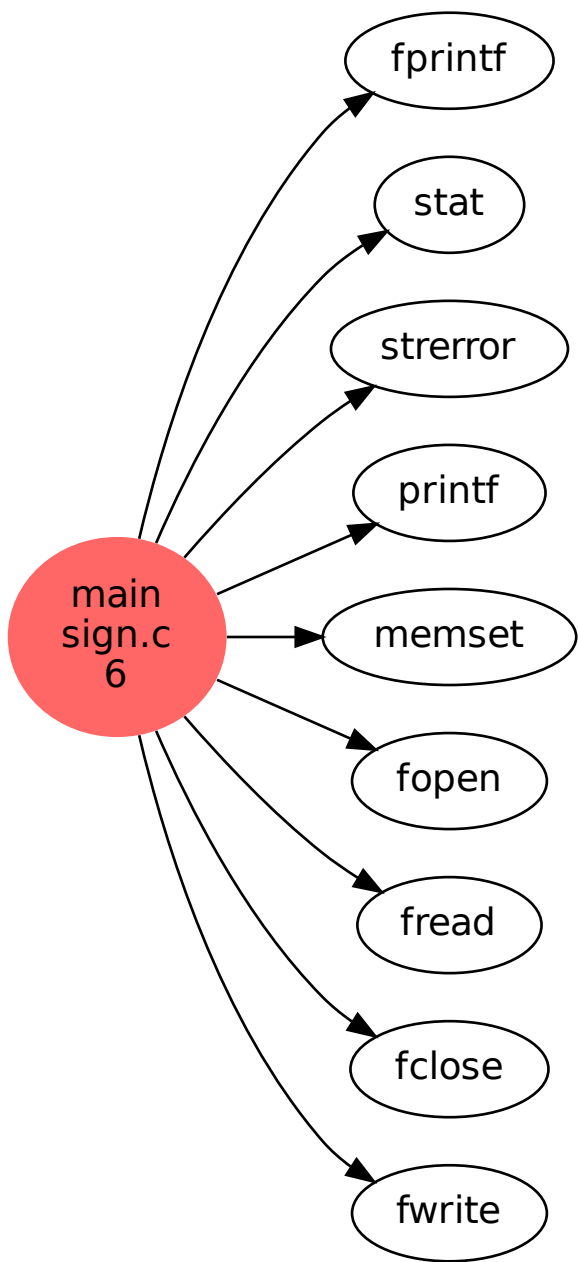 fprintf
stat
strerror
printf
main
sign.c
6
memset
fopen
fread
fclose
fwrite